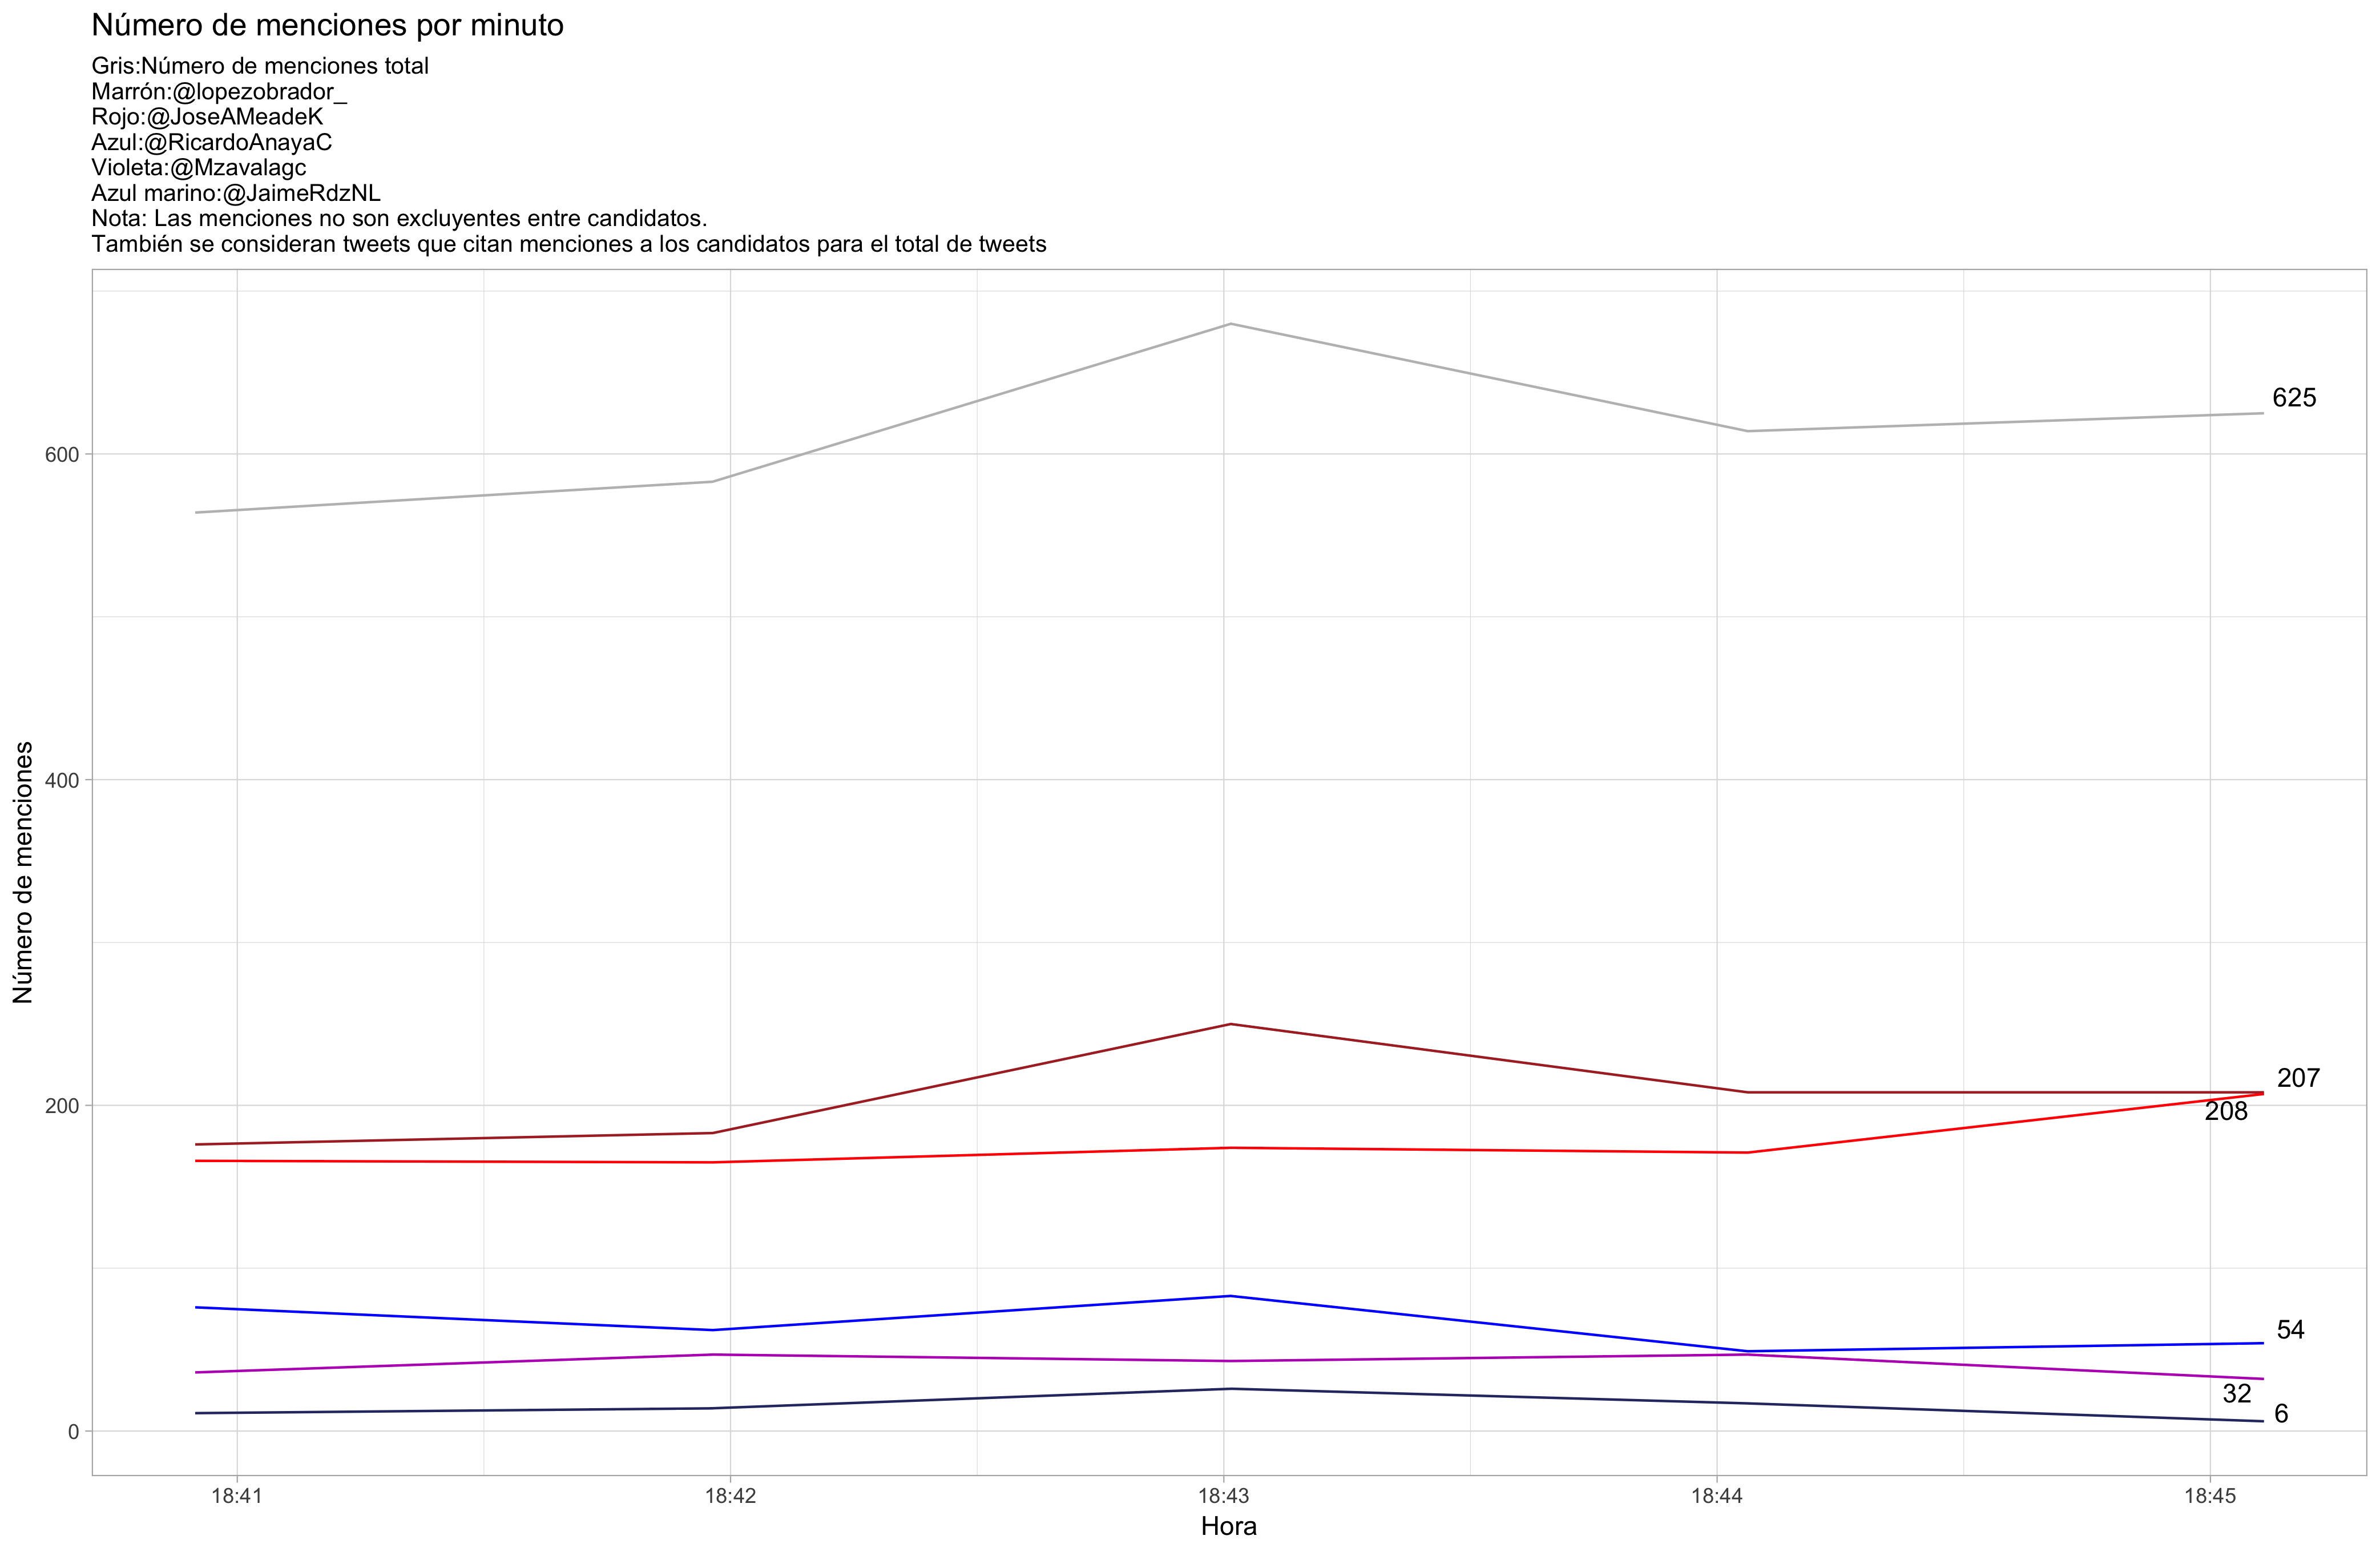 Número de menciones por minuto
Gris:Número de menciones total
Marrón:@lopezobrador_
Rojo:@JoseAMeadeK
Azul:@RicardoAnayaC
Violeta:@Mzavalagc
Azul marino:@JaimeRdzNL
Nota: Las menciones no son excluyentes entre candidatos.
También se consideran tweets que citan menciones a los candidatos para el total de tweets
Número de menciones
600
400
200
0
625
207
208
54
32
6
18:41
18:42
18:43
18:44
18:45
Hora